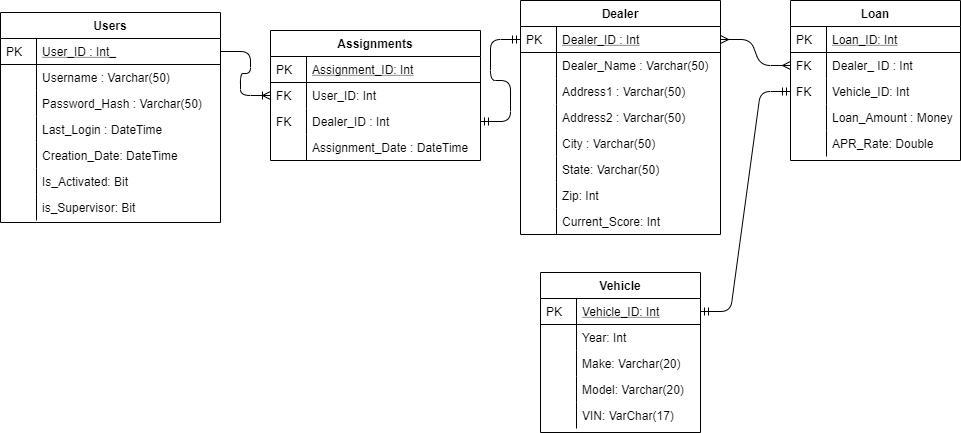 Users
PK User_ID : Int_
Username : Varchar(50)
Password_Hash : Varchar(50)
Last_Login : DateTime
Creation_Date: DateTime
Is_Activated: Bit
is_Supervisor: Bit
Assignments
PK Assignment_ID: Int
FK User_ID: Int
FK Dealer_ID : Int
Assignment_Date : DateTime
Dealer
PK Dealer_ID : Int
Dealer_Name : Varchar(50)
Address1 : Varchar(50)
Address2 : Varchar(50)
City : Varchar(50)
State: Varchar(50)
Zip: Int
Current_Score: Int
Loan
PK Loan_ID: Int
FK Dealer_ ID : Int
FK Vehicle_ID: Int
Loan_Amount : Money
APR_Rate: Double
Vehicle
PK Vehicle_ID: Int
Year: Int
Make: Varchar(20)
Model: Varchar(20)
VIN: VarChar(17)